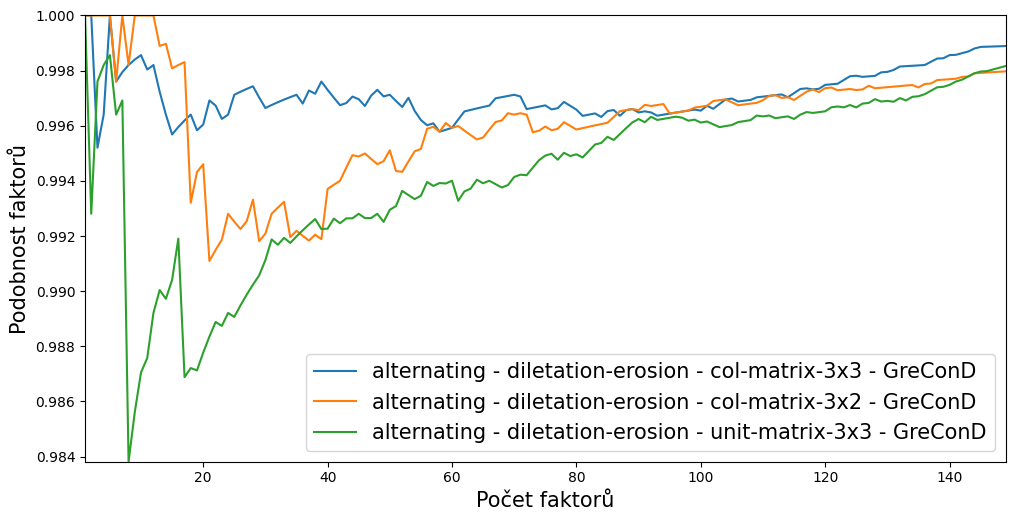 1.000
0.998
0.996
0.994
0.992
0.990
0.988
0.986
0.984
Podobnost faktorů
alternating - diletation-erosion - col-matrix-3x3 - GreConD
alternating - diletation-erosion - col-matrix-3x2 - GreConD
alternating - diletation-erosion - unit-matrix-3x3 - GreConD
20 40 60 80 100 120 140
Počet faktorů